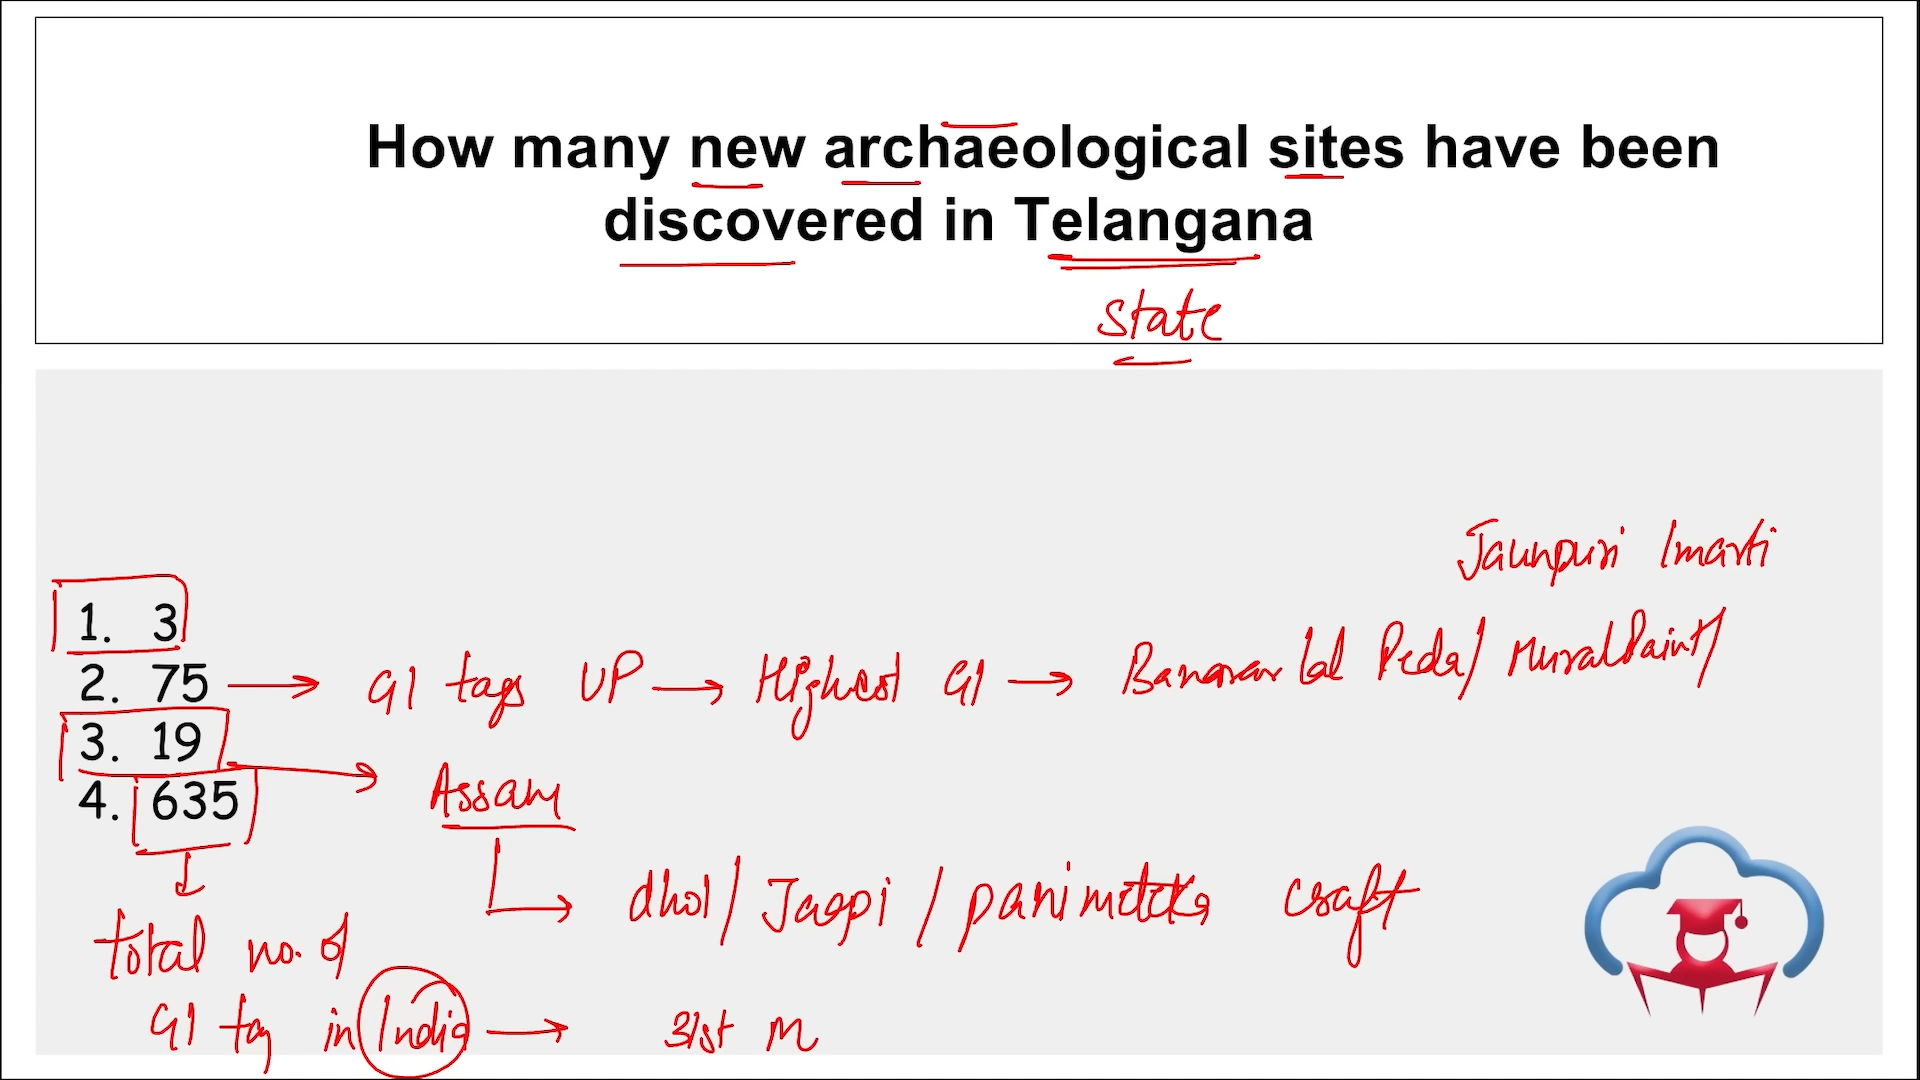 How many new archaeological sites have been
discovered in Telangana
state
Jaunpuri Imarti
1. 3
2. 75 → GI tags UP → Highest GI → Banarasi lal Peda/ Mural Paint/
3. 19
Assam
4. 635
dhol / Jaapi / panimeteka craft
total no. of
GI tag in India → 31st M